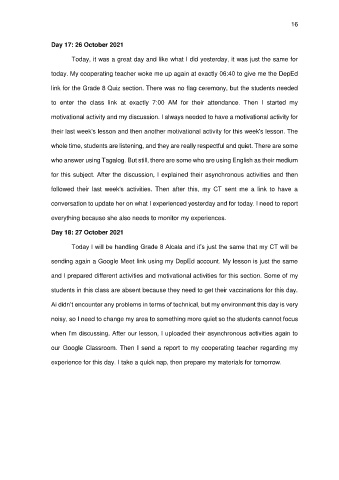 16
Day 17: 26 October 2021
Today, it was a great day and like what I did yesterday, it was just the same for
today. My cooperating teacher woke me up again at exactly 06:40 to give me the DepEd
link for the Grade 8 Quiz section. There was no flag ceremony, but the students needed
to enter the class link at exactly 7:00 AM for their attendance. Then I started my
motivational activity and my discussion. I always needed to have a motivational activity for
their last week's lesson and then another motivational activity for this week's lesson. The
whole time, students are listening, and they are really respectful and quiet. There are some
who answer using Tagalog. But still, there are some who are using English as their medium
for this subject. After the discussion, I explained their asynchronous activities and then
followed their last week's activities. Then after this, my CT sent me a link to have a
conversation to update her on what I experienced yesterday and for today. I need to report
everything because she also needs to monitor my experiences.
Day 18: 27 October 2021
Today I will be handling Grade 8 Alcala and it's just the same that my CT will be
sending again a Google Meet link using my DepEd account. My lesson is just the same
and I prepared different activities and motivational activities for this section. Some of my
students in this class are absent because they need to get their vaccinations for this day.
Ai didn't encounter any problems in terms of technical, but my environment this day is very
noisy, so I need to change my area to something more quiet so the students cannot focus
when I'm discussing. After our lesson, I uploaded their asynchronous activities again to
our Google Classroom. Then I send a report to my cooperating teacher regarding my
experience for this day. I take a quick nap, then prepare my materials for tomorrow.